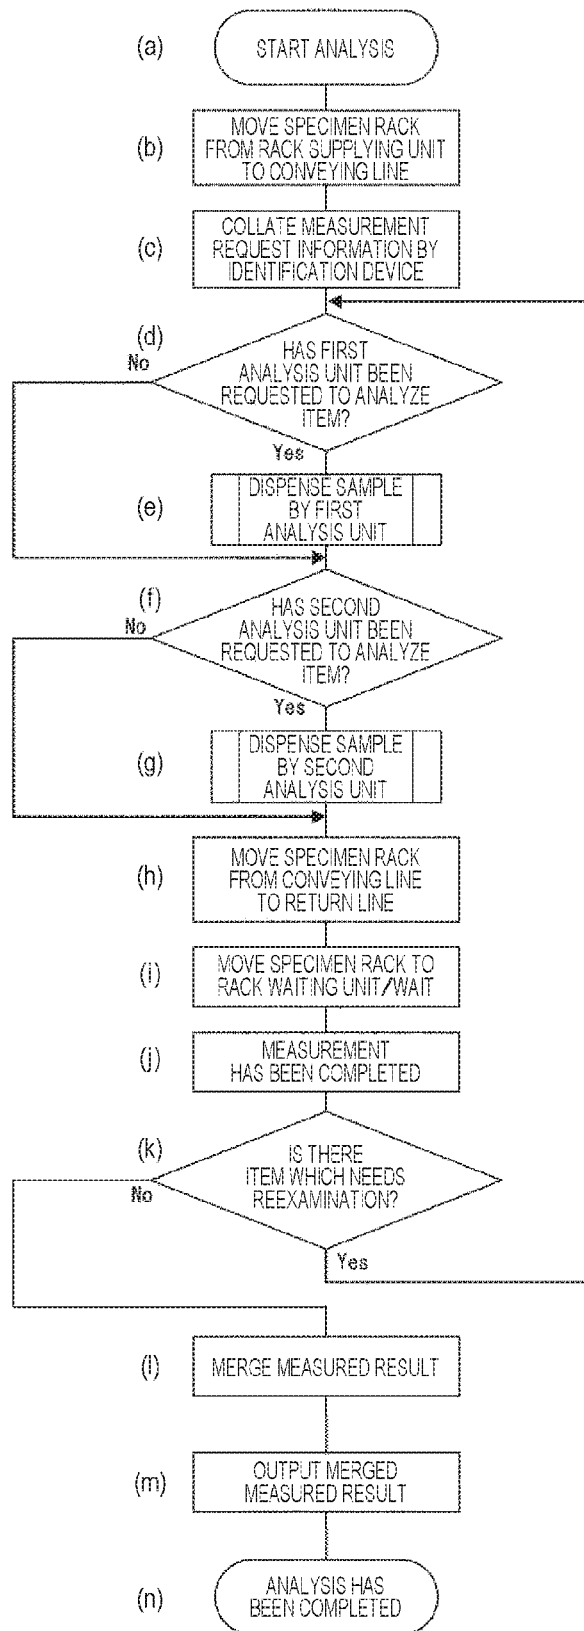 (a)
START ANALYSIS
(b)
MOVE SPECIMEN RACK
FROM RACK SUPPLYING UNIT
TO CONVEYING LINE
(c)
COLLATE MEASUREMENT
REQUEST INFORMATION BY
IDENTIFICATION DEVICE
(d)
No
HAS FIRST
ANALYSIS UNIT BEEN
REQUESTED TO ANALYZE
ITEM?
Yes
(e)
DISPENSE SAMPLE
BY FIRST
ANALYSIS UNIT
(f)
No
HAS SECOND
ANALYSIS UNIT BEEN
REQUESTED TO ANALYZE
ITEM?
Yes
(g)
DISPENSE SAMPLE
BY SECOND
ANALYSIS UNIT
(h)
MOVE SPECIMEN RACK
FROM CONVEYING LINE
TO RETURN LINE
(i)
MOVE SPECIMEN RACK TO
RACK WAITING UNIT/WAIT
(j)
MEASUREMENT
HAS BEEN COMPLETED
(k)
No
IS THERE
ITEM WHICH NEEDS
REEXAMINATION?
Yes
(l)
MERGE MEASURED RESULT
(m)
OUTPUT MERGED
MEASURED RESULT
(n)
ANALYSIS HAS
BEEN COMPLETED